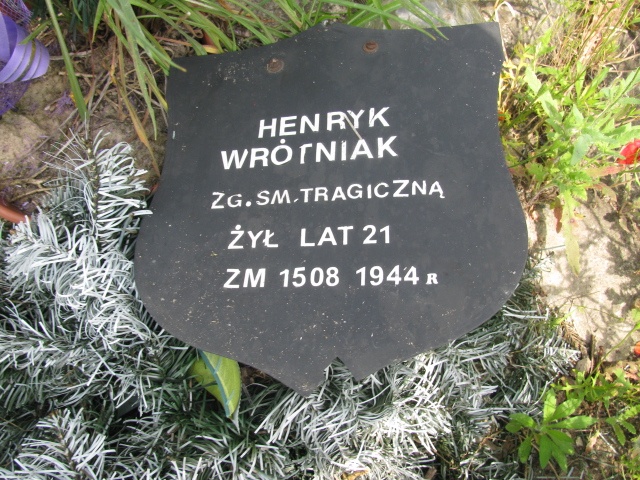 HENRYK
WRÓTNIAK
ZG.SM.TRAGICZNĄ
ŻYŁ LAT 21
ZM 1508 1944 R